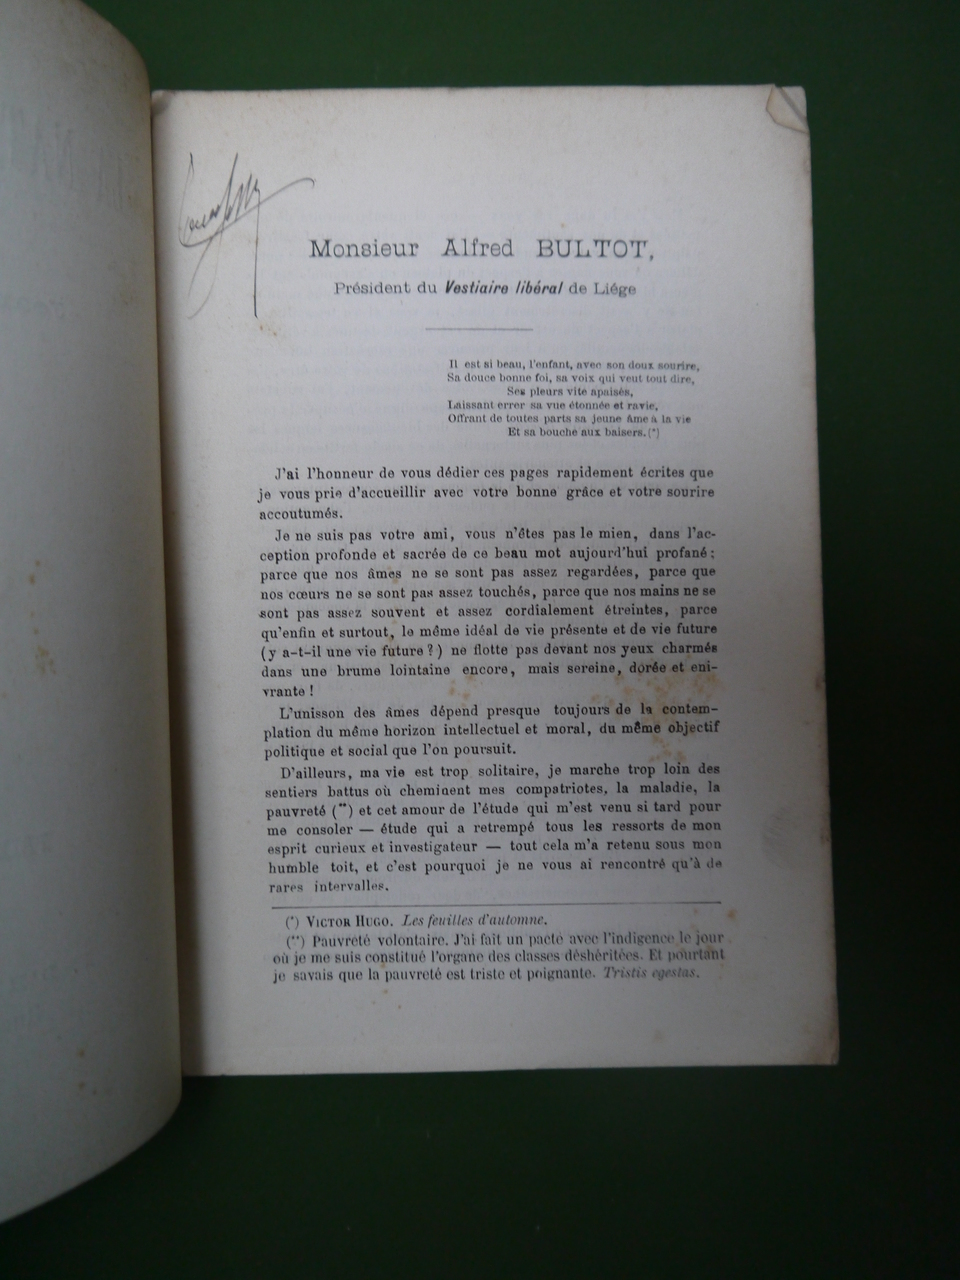 Monsieur Alfred BULTOT,
Président du Vestiaire libéral de Liége
Il est si beau, l'enfant, avec son doux sourire,
Sa douce bonne foi, sa voix qui veut tout dire,
Ses pleurs vite apaisés,
Laissant errer sa vue étonnée et ravie,
Offrant de toutes parts sa jeune âme à la vie
Et sa bouche aux baisers. (*)
J'ai l'honneur de vous dédier ces pages rapidement écrites que
je vous prie d'accueillir avec votre bonne grâce et votre sourire
accoutumés.
Je ne suis pas votre ami, vous n'êtes pas le mien, dans l'ac-
ception profonde et sacrée de ce beau mot aujourd'hui profané :
parce que nos âmes ne se sont pas assez regardées, parce que
nos cœurs ne se sont pas assez touchés, parce que nos mains ne se
sont pas assez souvent et assez cordialement étreintes, parce
qu'enfin et surtout, le même idéal de vie présente et de vie future
(y a-t-il une vie future ?) ne flotte pas devant nos yeux charmés
dans une brume lointaine encore, mais sereine, dorée et eni-
vrante !
L'unisson des âmes dépend presque toujours de la contem-
plation du même horizon intellectuel et moral, du même objectif
politique et social que l'on poursuit.
D'ailleurs, ma vie est trop solitaire, je marche trop loin des
sentiers battus où cheminent mes compatriotes, la maladie, la
pauvreté (**) et cet amour de l'étude qui m'est venu si tard pour
me consoler — étude qui a retrempé tous les ressorts de mon
esprit curieux et investigateur — tout cela m'a retenu sous mon
humble toit, et c'est pourquoi je ne vous ai rencontré qu'à de
rares intervalles.
(*) VICTOR HUGO. Les feuilles d'automne.
(**) Pauvreté volontaire. J'ai fait un pacte avec l'indigence le jour
où je me suis constitué l'organe des classes déshéritées. Et pourtant
je savais que la pauvreté est triste et poignante. Tristis egestas.